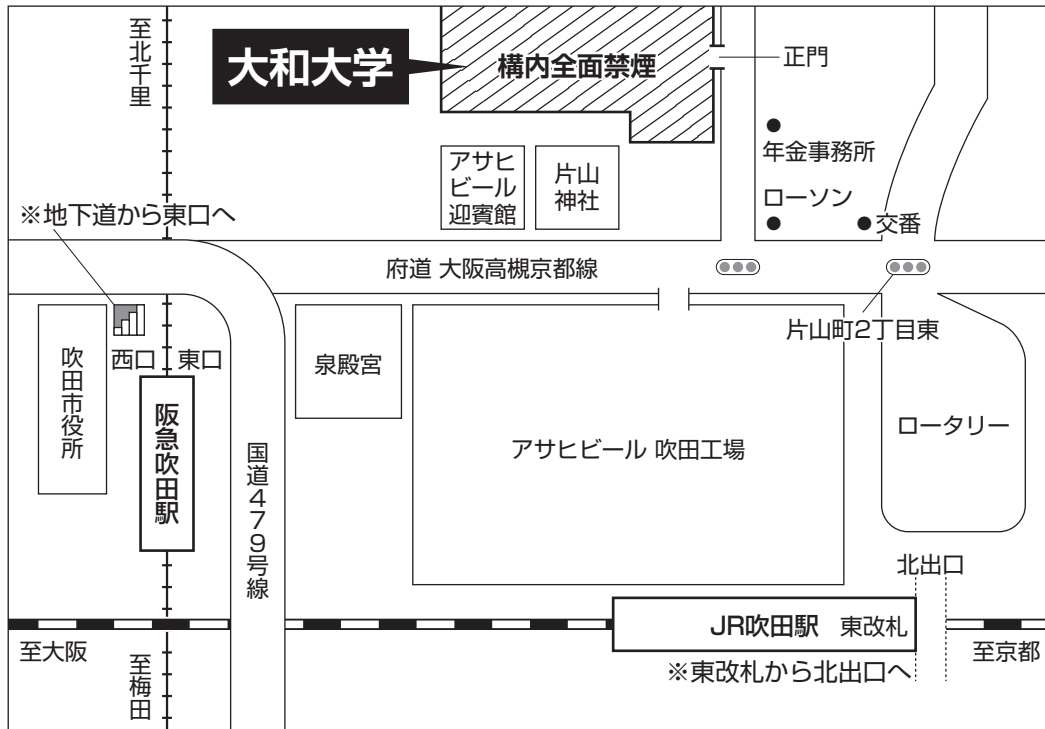 至北千里
大和大学
構内全面禁煙
正門
年金事務所
ローソン
交番
アサヒ
ビール
迎賓館
片山
神社
※地下道から東口へ
府道 大阪高槻京都線
片山町2丁目東
吹田市役所
西口
東口
阪急吹田駅
国道479号線
泉殿宮
アサヒビール 吹田工場
ロータリー
北出口
JR吹田駅 東改札
※東改札から北出口へ
至大阪
至梅田
至京都